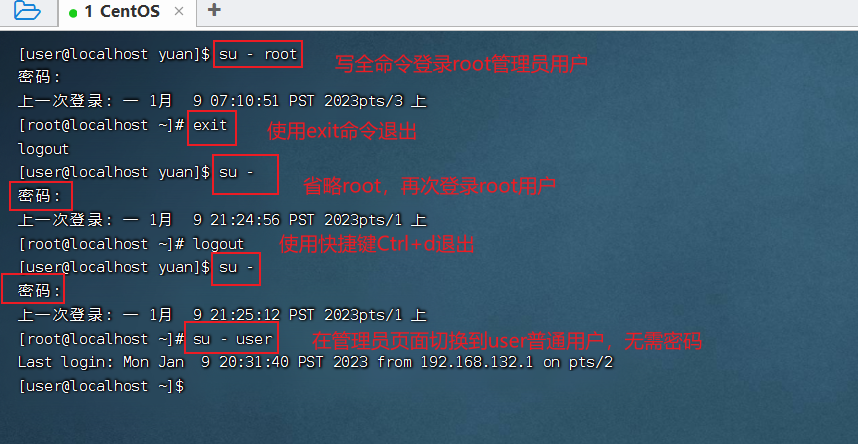 1 CentOS × +
[user@localhost yuan]$ su - root
写全命令登录root管理员用户
密码：
上一次登录: 一 1月  9 07:10:51 PST 2023pts/3 上
[root@localhost ~]# exit
使用exit命令退出
logout
[user@localhost yuan]$ su -
省略root，再次登录root用户
密码：
上一次登录: 一 1月  9 21:24:56 PST 2023pts/1 上
[root@localhost ~]# logout
使用快捷键Ctrl+d退出
[user@localhost yuan]$ su -
密码：
上一次登录: 一 1月  9 21:25:12 PST 2023pts/1 上
[root@localhost ~]# su - user
在管理员页面切换到user普通用户，无需密码
Last login: Mon Jan  9 20:31:40 PST 2023 from 192.168.132.1 on pts/2
[user@localhost ~]$